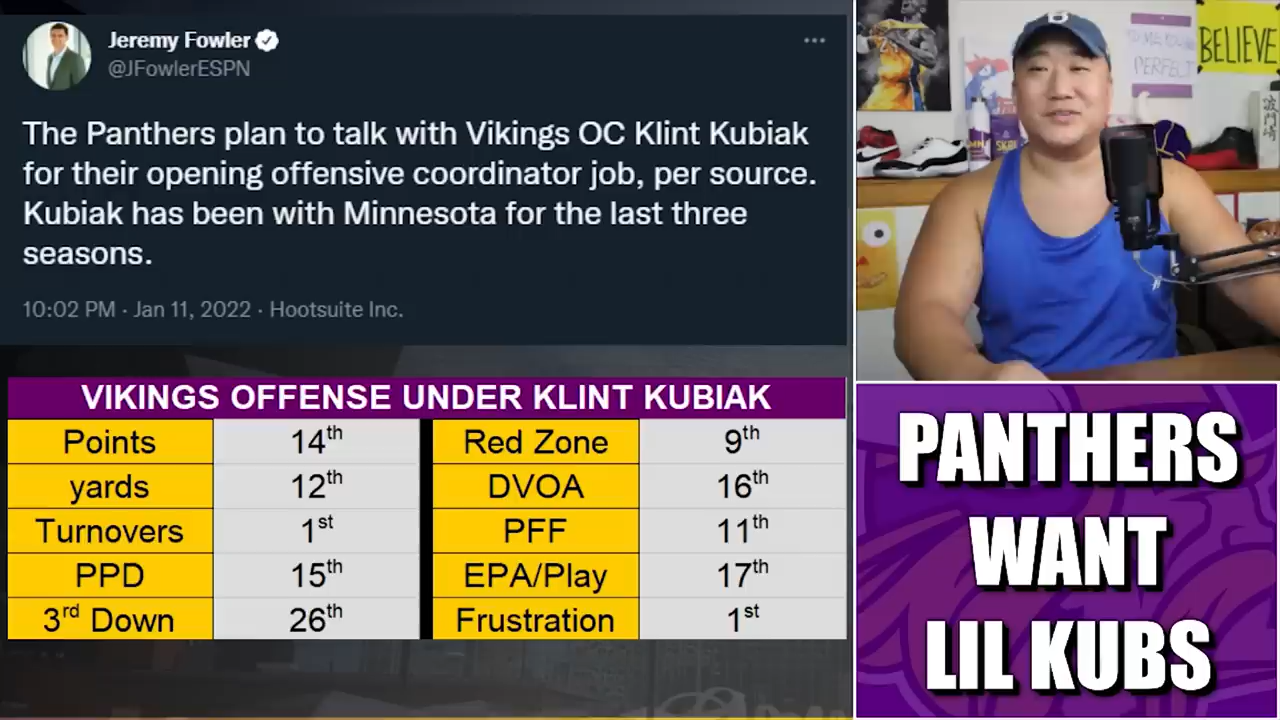 Jeremy Fowler
@JFowlerESPN
The Panthers plan to talk with Vikings OC Klint Kubiak
for their opening offensive coordinator job, per source.
Kubiak has been with Minnesota for the last three
seasons.
10:02 PM · Jan 11, 2022 · Hootsuite Inc.
VIKINGS OFFENSE UNDER KLINT KUBIAK
Points 14th Red Zone 9th
yards 12th DVOA 16th
Turnovers 1st PFF 11th
PPD 15th EPA/Play 17th
3rd Down 26th Frustration 1st
B
BELIEVE
PERFECT
PANTHERS
WANT
LIL KUBS